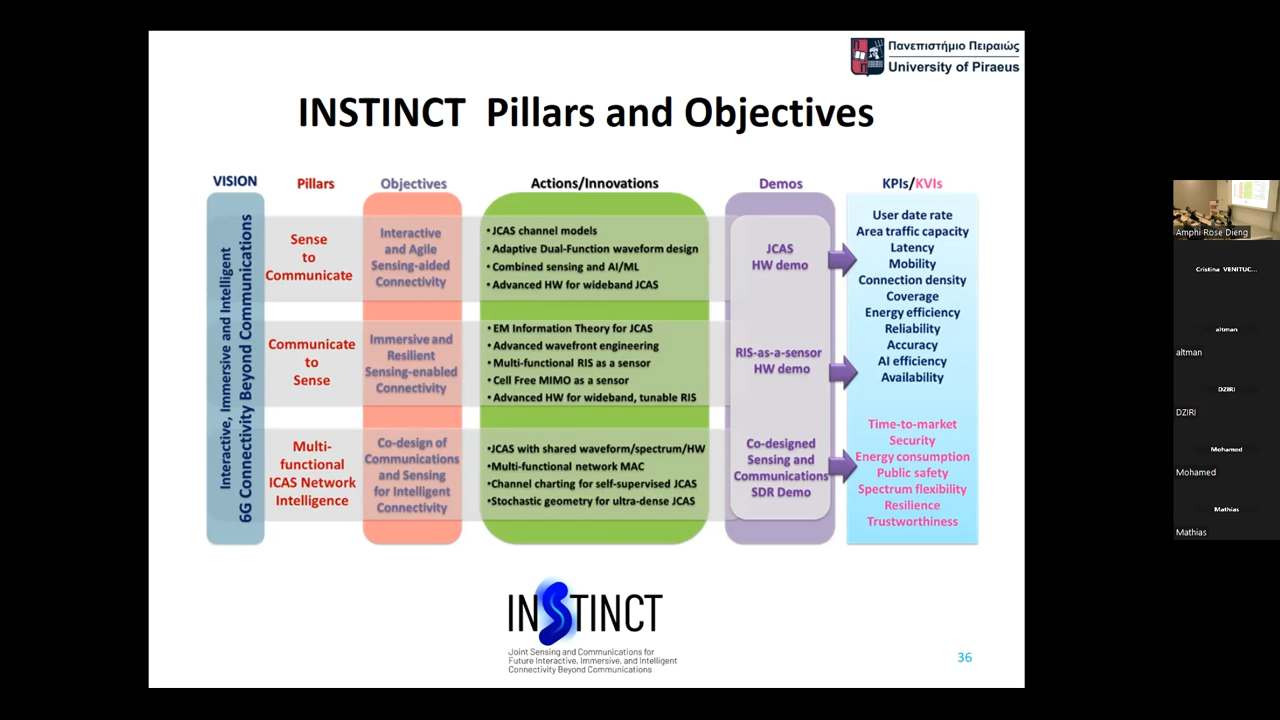 Πανεπιστήμιο Πειραιώς
University of Piraeus
INSTINCT Pillars and Objectives
VISION
Pillars
Objectives
Actions/Innovations
Demos
KPIs/KVIs
Interactive, Immersive and Intelligent
6G Connectivity Beyond Communications
Sense
to
Communicate
Interactive
and Agile
Sensing-aided
Connectivity
• JCAS channel models
• Adaptive Dual-Function waveform design
• Combined sensing and AI/ML
• Advanced HW for wideband JCAS
JCAS
HW demo
Communicate
to
Sense
Immersive and
Resilient
Sensing-enabled
Connectivity
• EM Information Theory for JCAS
• Advanced wavefront engineering
• Multi-functional RIS as a sensor
• Cell Free MIMO as a sensor
• Advanced HW for wideband, tunable RIS
RIS-as-a-sensor
HW demo
Multi-
functional
ICAS Network
Intelligence
Co-design of
Communications
and Sensing
for Intelligent
Connectivity
• JCAS with shared waveform/spectrum/HW
• Multi-functional network MAC
• Channel charting for self-supervised JCAS
• Stochastic geometry for ultra-dense JCAS
Co-designed
Sensing and
Communications
SDR Demo
User date rate
Area traffic capacity
Latency
Mobility
Connection density
Coverage
Energy efficiency
Reliability
Accuracy
AI efficiency
Availability
Time-to-market
Security
Energy consumption
Public safety
Spectrum flexibility
Resilience
Trustworthiness
INSTINCT
Joint Sensing and Communications for
Future Interactive, Immersive, and Intelligent
Connectivity Beyond Communications
36
Amphi Rose Dieng
Cristina VENITUC...
altman
altman
DZIRI
DZIRI
Mohamed
Mohamed
Mathias
Mathias